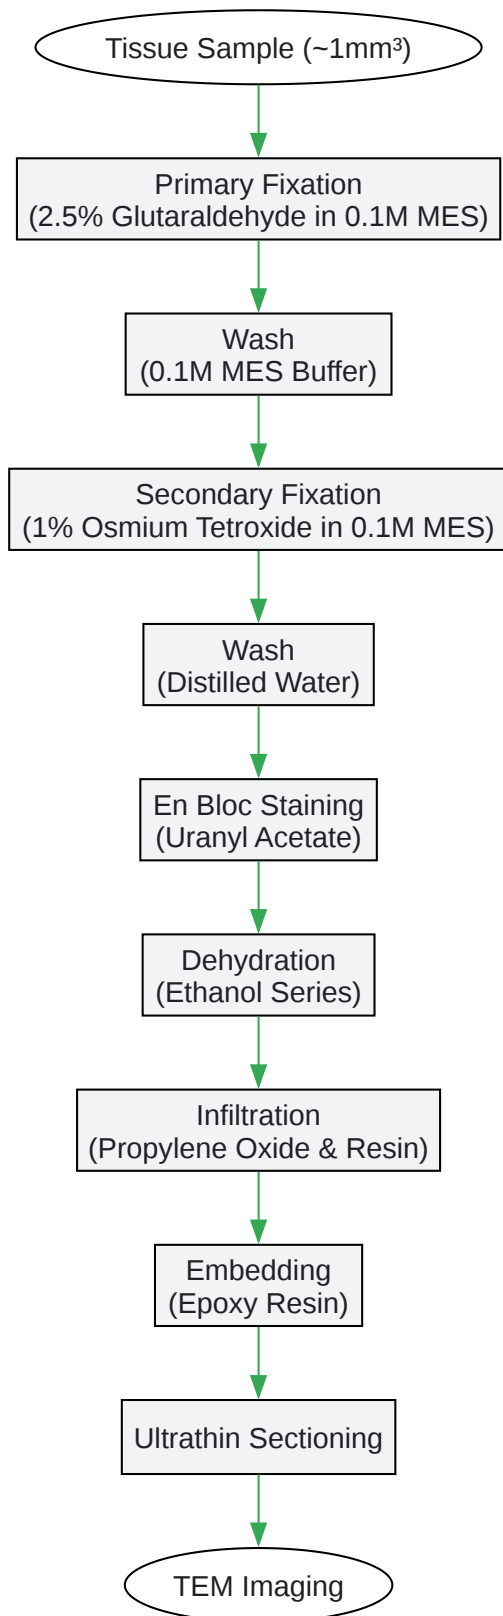 Tissue Sample (~1mm³)
Primary Fixation
(2.5% Glutaraldehyde in 0.1M MES)
Wash
(0.1M MES Buffer)
Secondary Fixation
(1% Osmium Tetroxide in 0.1M MES)
Wash
(Distilled Water)
En Bloc Staining
(Uranyl Acetate)
Dehydration
(Ethanol Series)
Infiltration
(Propylene Oxide & Resin)
Embedding
(Epoxy Resin)
Ultrathin Sectioning
TEM Imaging